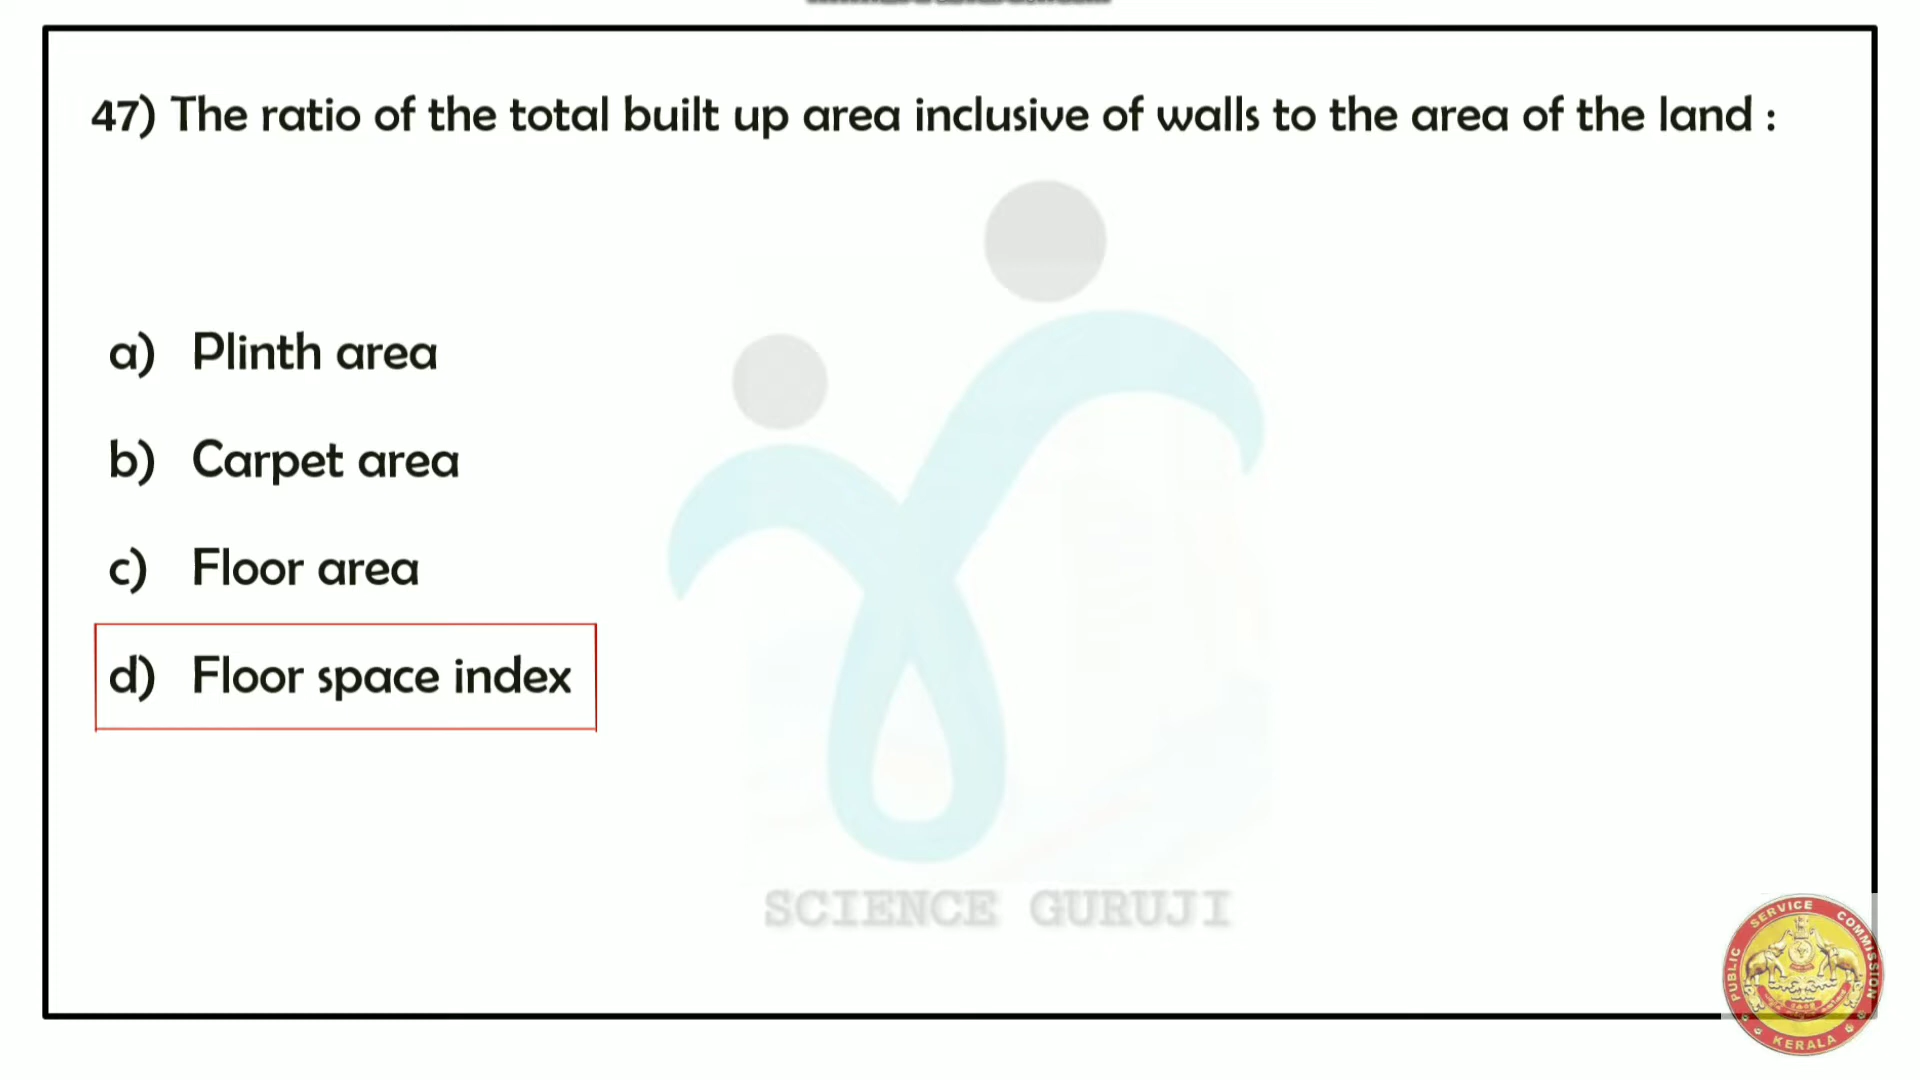 47) The ratio of the total built up area inclusive of walls to the area of the land :
a) Plinth area
b) Carpet area
c) Floor area
d) Floor space index
SCIENCE GURUJI
PUBLIC SERVICE COMMISSION
KERALA